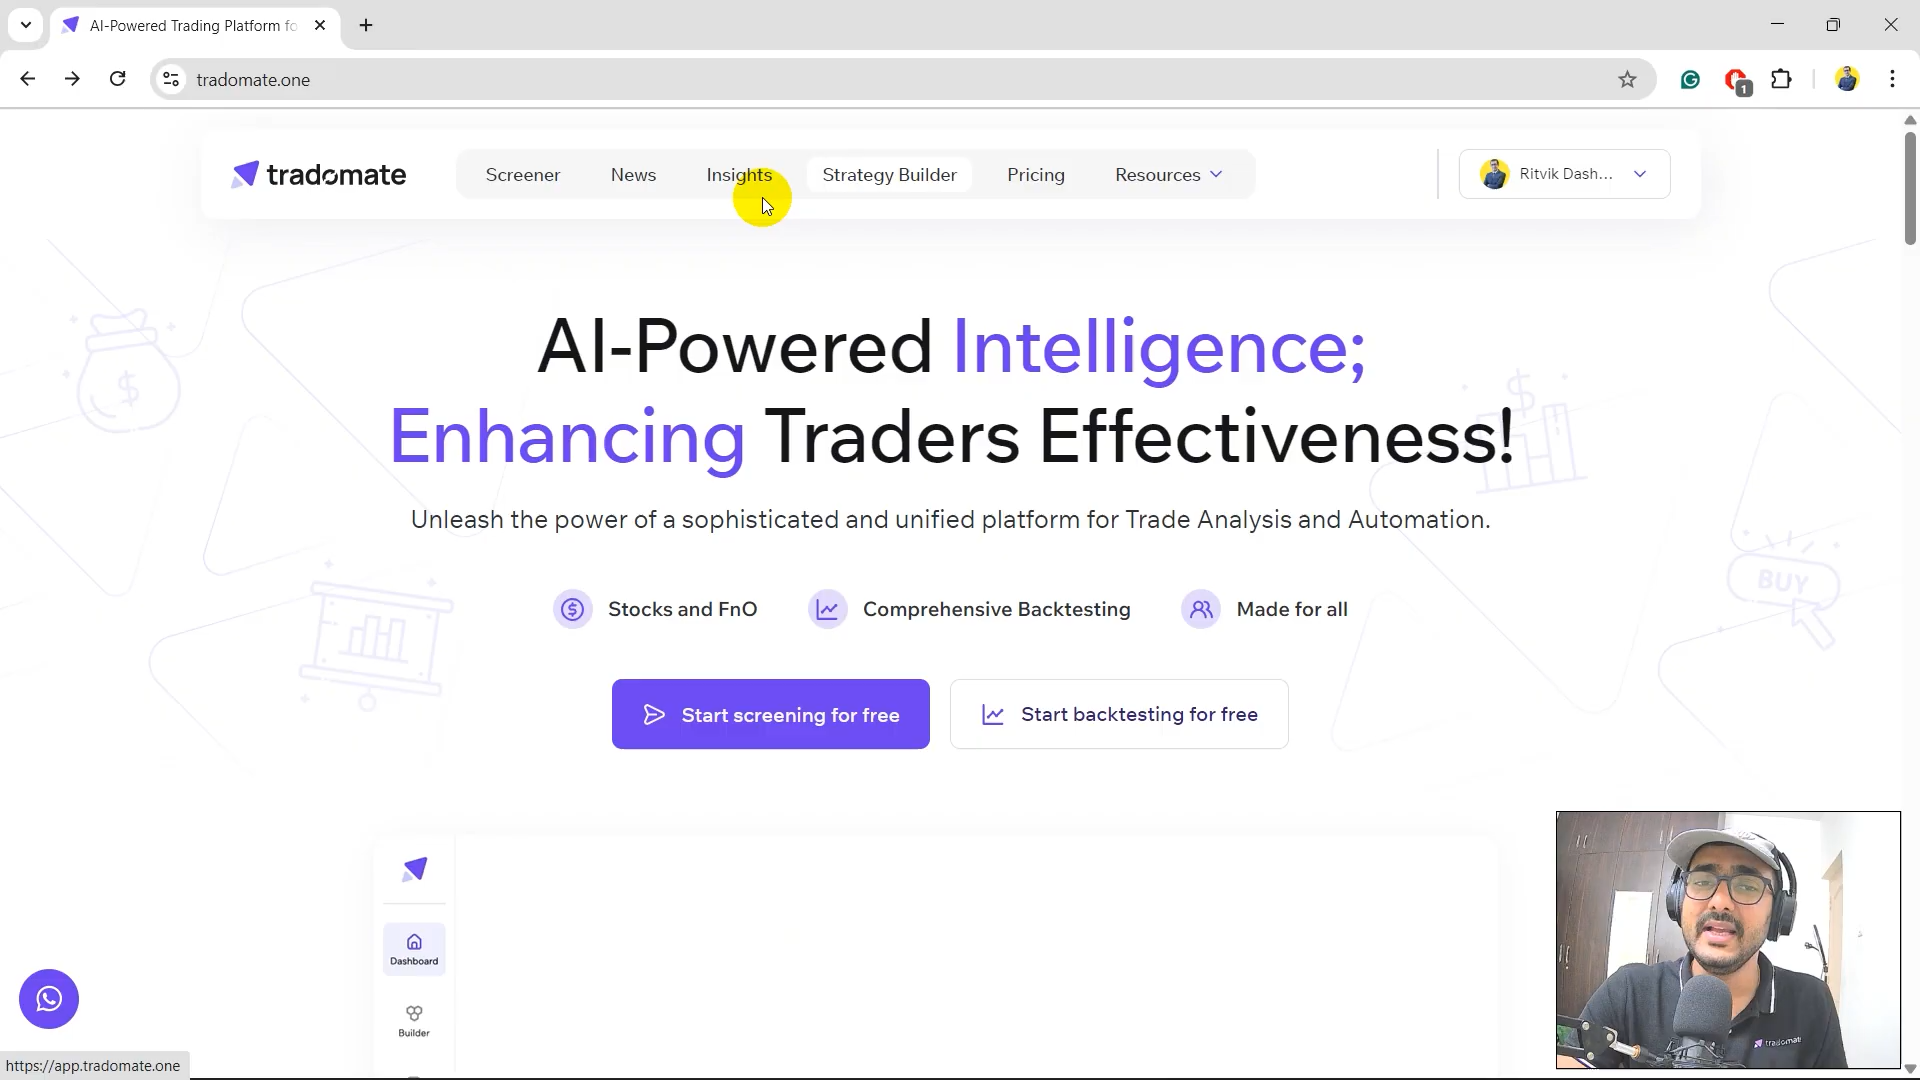 AI-Powered Trading Platform fo
tradomate.one
1
tradomate
Screener
News
Insights
Strategy Builder
Pricing
Resources
Ritvik Dash...
AI-Powered Intelligence;
Enhancing Traders Effectiveness!
Unleash the power of a sophisticated and unified platform for Trade Analysis and Automation.
Stocks and FnO
Comprehensive Backtesting
Made for all
BUY
Start screening for free
Start backtesting for free
Dashboard
Builder
tradomate
https://app.tradomate.one